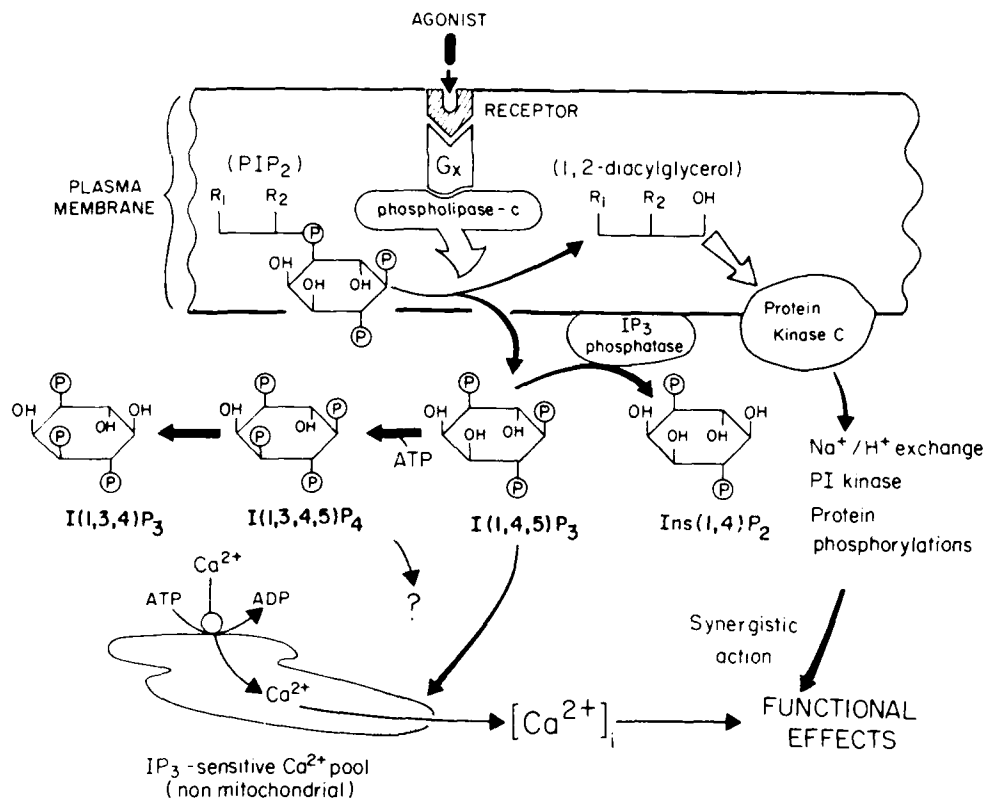 AGONIST
RECEPTOR
Gx
phospholipase-c
PLASMA
MEMBRANE
(PIP2)
R1 R2
P
OH OH OH P
P
(1,2-diacylglycerol)
Ri R2 OH
Protein
Kinase C
IP3
phosphatase
P
OH OH OH
P P
I(1,3,4)P3
P
OH OH P
P P
I(1,3,4,5)P4
ATP
P
OH OH OH P
P
I(1,4,5)P3
P
OH OH OH OH
P
Ins(1,4)P2
Na+/H+ exchange
PI kinase
Protein
phosphorylations
Ca2+
ATP ADP
?
Synergistic
action
Ca2+
[Ca2+]i
FUNCTIONAL
EFFECTS
IP3-sensitive Ca2+ pool
(non mitochondrial)